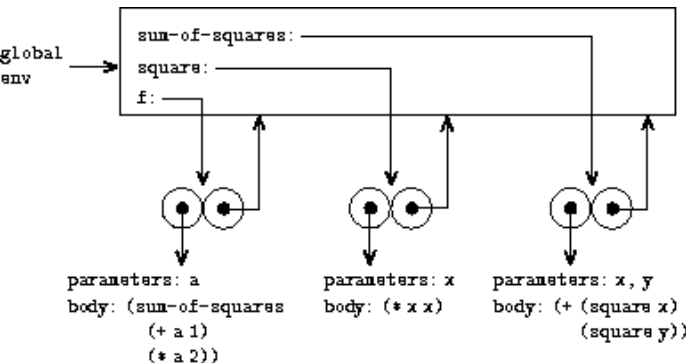 sum-of-squares:
global
env
square:
f:
parameters: a
body: (sum-of-squares
(+ a 1)
(* a 2))
parameters: x
body: (* x x)
parameters: x, y
body: (+ (square x)
(square y))